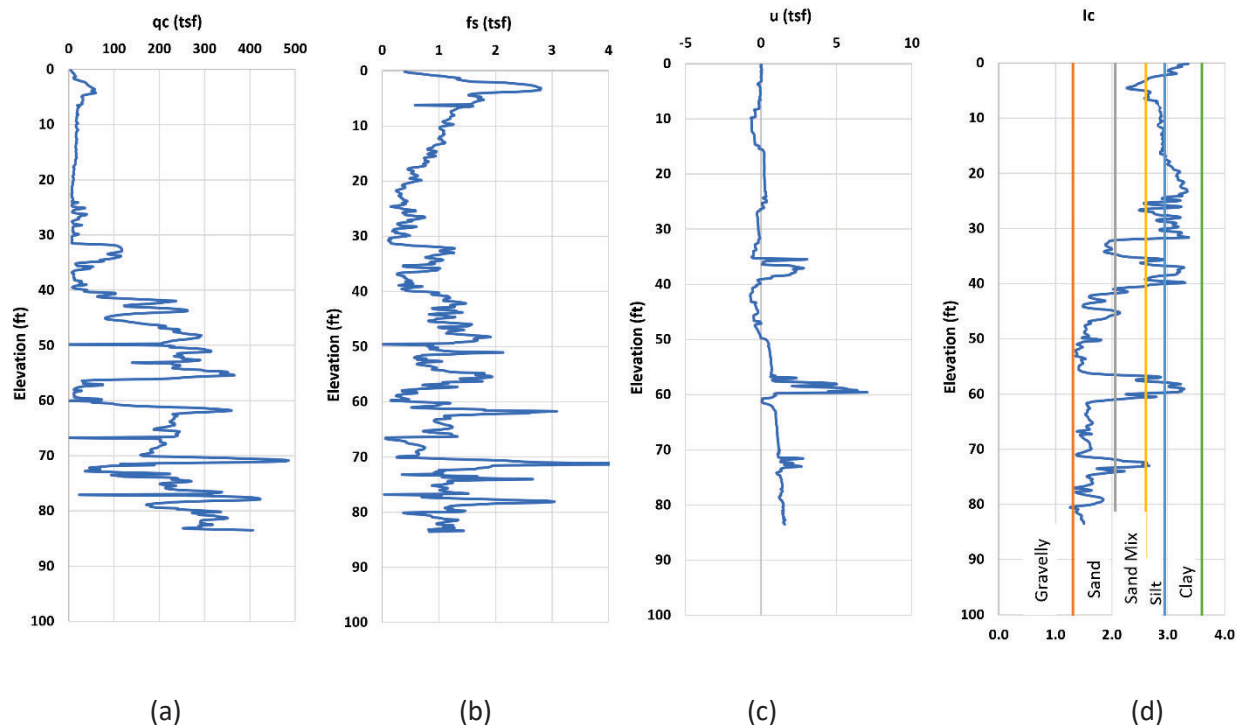 qc (tsf)
0 100 200 300 400 500
Elevation (ft)
0
10
20
30
40
50
60
70
80
90
100
(a)
fs (tsf)
0 1 2 3 4
Elevation (ft)
0
10
20
30
40
50
60
70
80
90
100
(b)
u (tsf)
-5 0 5 10
Elevation (ft)
0
10
20
30
40
50
60
70
80
90
100
(c)
Ic
Elevation (ft)
0
10
20
30
40
50
60
70
80
90
100
Gravelly
Sand
Sand Mix
Silt
Clay
0.0 1.0 2.0 3.0 4.0
(d)